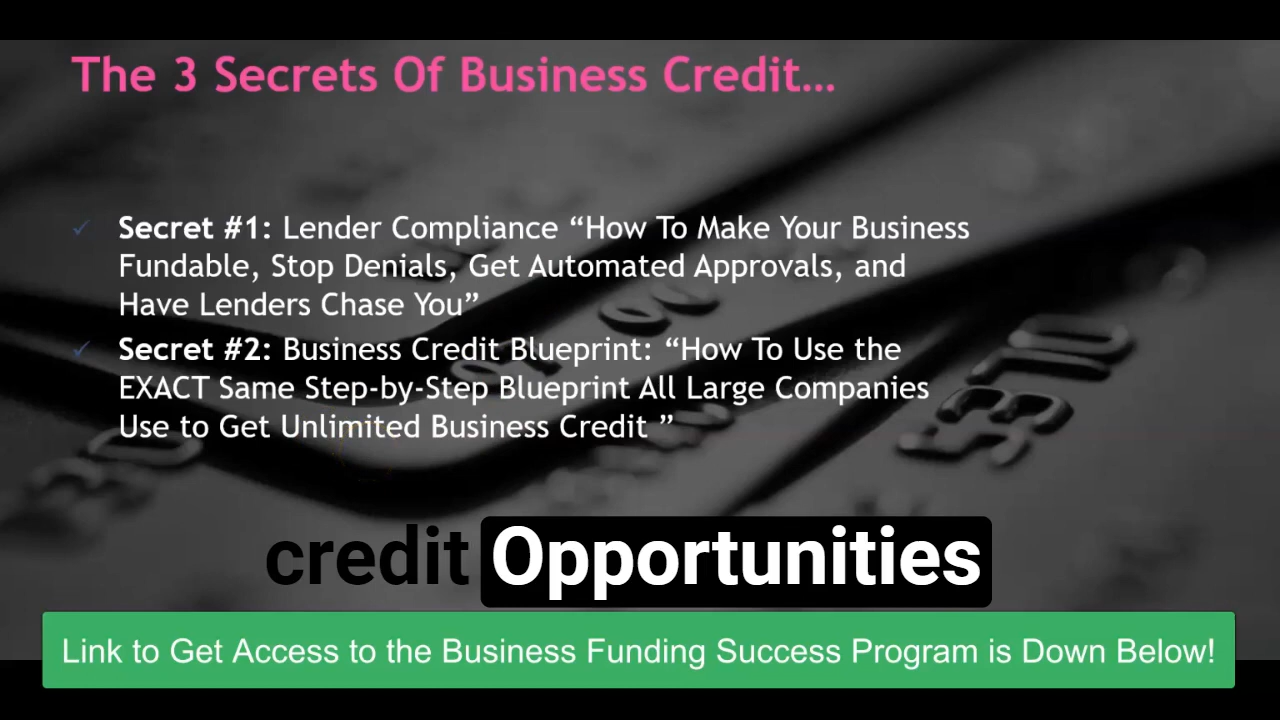 The 3 Secrets Of Business Credit...
✓ Secret #1: Lender Compliance “How To Make Your Business
Fundable, Stop Denials, Get Automated Approvals, and
Have Lenders Chase You”
✓ Secret #2: Business Credit Blueprint: “How To Use the
EXACT Same Step-by-Step Blueprint All Large Companies
Use to Get Unlimited Business Credit ”
credit Opportunities
Link to Get Access to the Business Funding Success Program is Down Below!